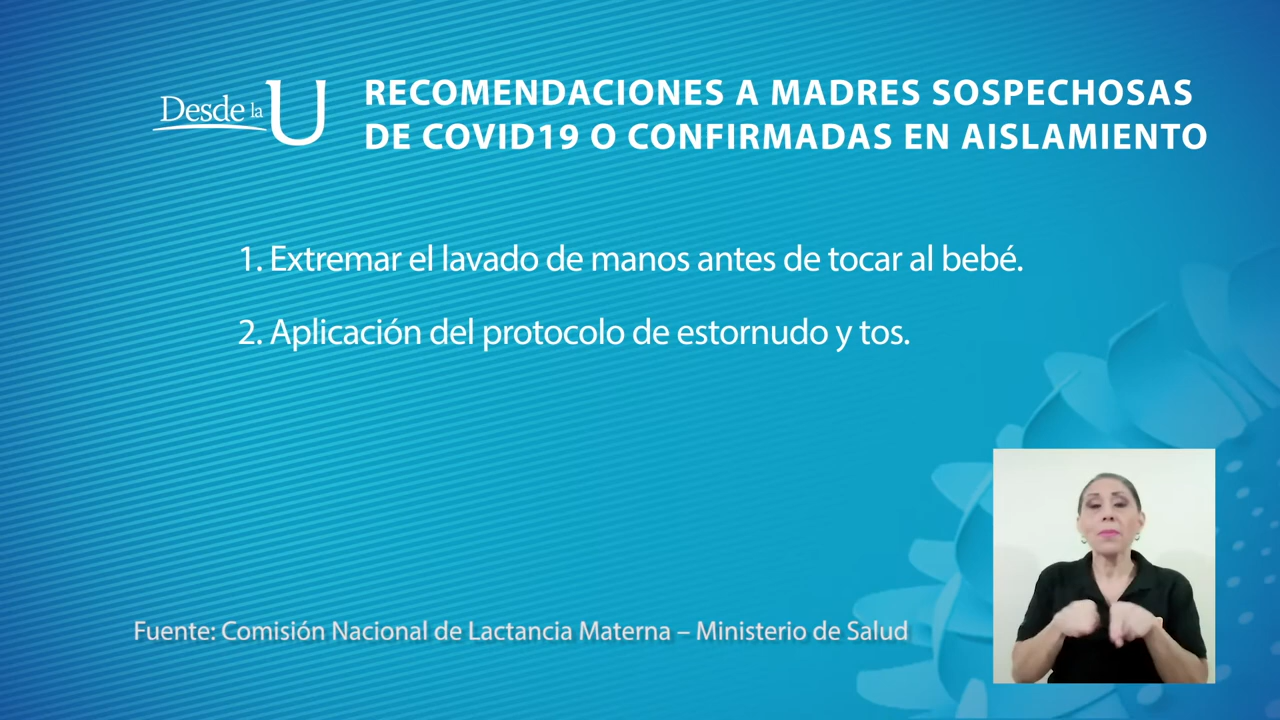 Desde la U
RECOMENDACIONES A MADRES SOSPECHOSAS
DE COVID19 O CONFIRMADAS EN AISLAMIENTO
1. Extremar el lavado de manos antes de tocar al bebé.
2. Aplicación del protocolo de estornudo y tos.
Fuente: Comisión Nacional de Lactancia Materna – Ministerio de Salud